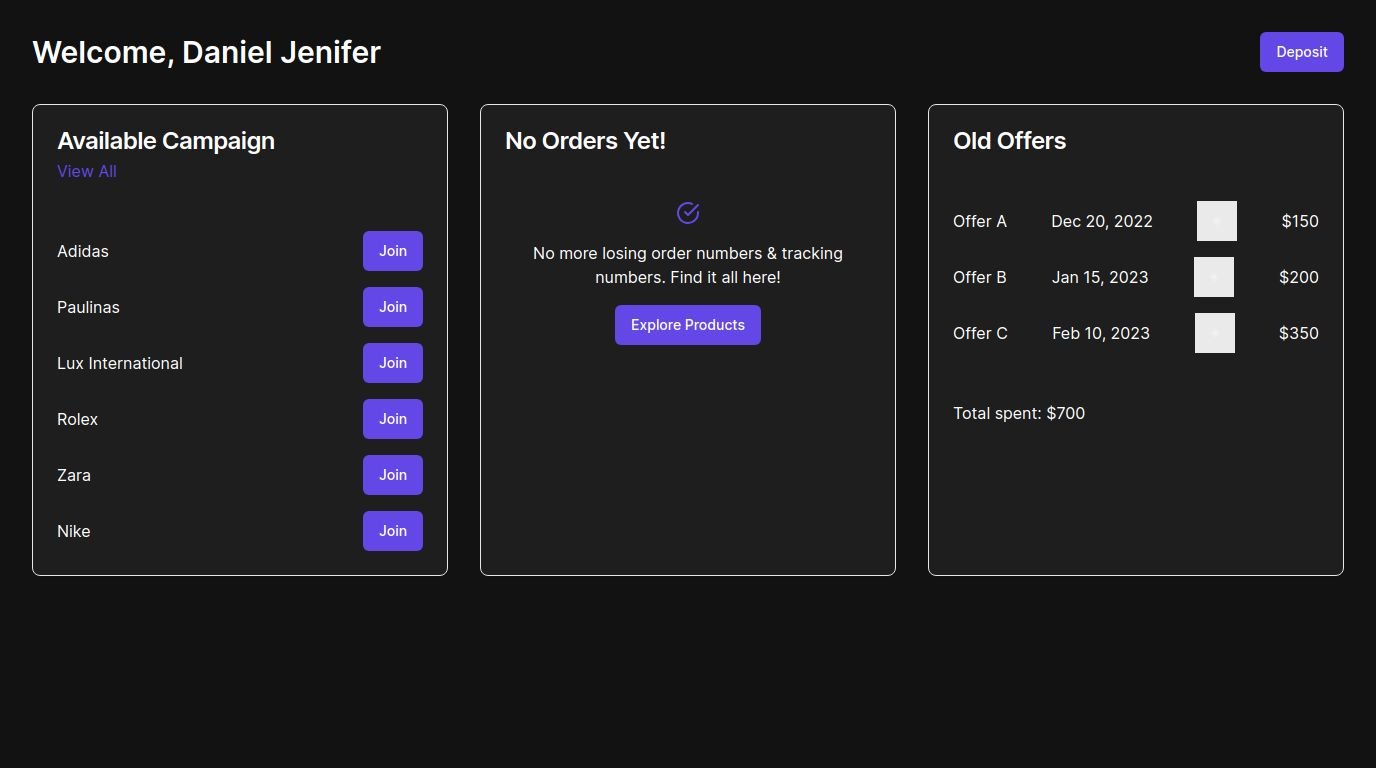 Welcome, Daniel Jenifer
Deposit
Available Campaign
View All
Adidas Join
Paulinas Join
Lux International Join
Rolex Join
Zara Join
Nike Join
No Orders Yet!
No more losing order numbers & tracking
numbers. Find it all here!
Explore Products
Old Offers
Offer A Dec 20, 2022 $150
Offer B Jan 15, 2023 $200
Offer C Feb 10, 2023 $350
Total spent: $700